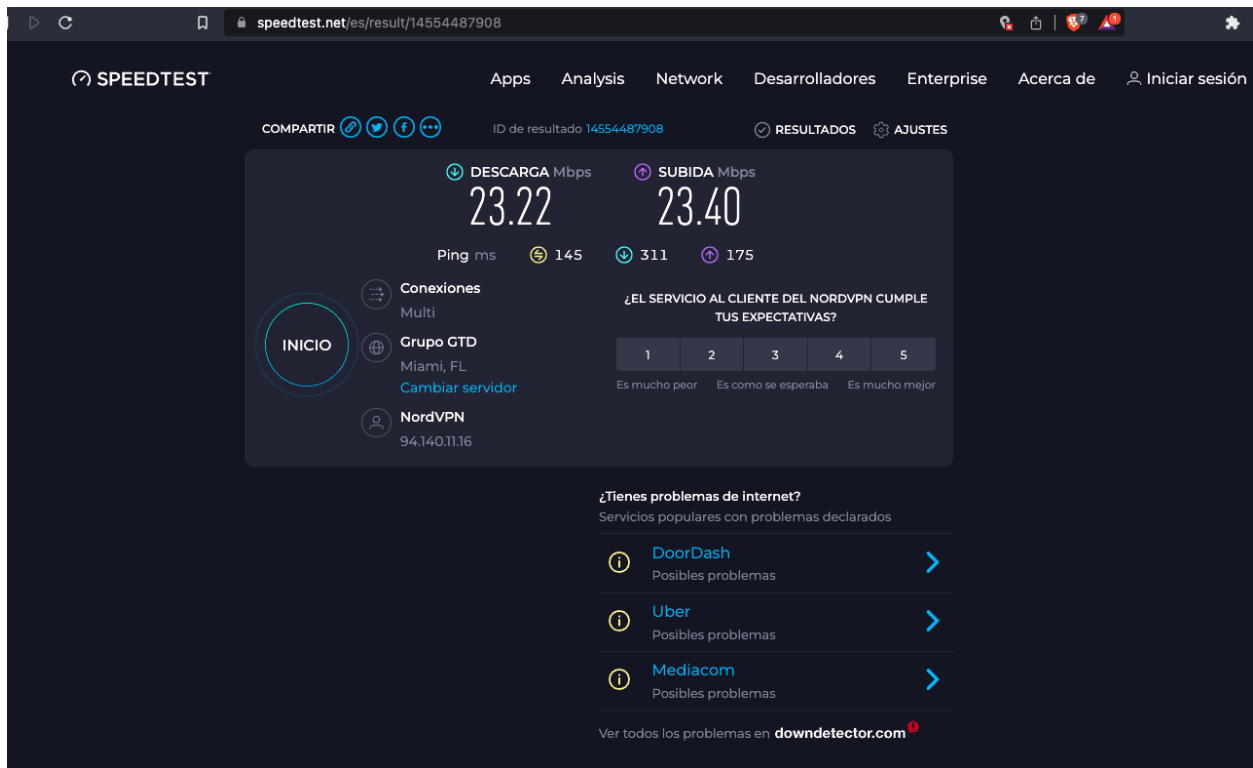 speedtest.net/es/result/14554487908
7
1
SPEEDTEST
Apps Analysis Network Desarrolladores Enterprise Acerca de Iniciar sesión
COMPARTIR ID de resultado 14554487908 RESULTADOS AJUSTES
DESCARGA Mbps SUBIDA Mbps
23.22 23.40
Ping ms 145 311 175
Conexiones
Multi
Grupo GTD
Miami, FL
Cambiar servidor
NordVPN
94.140.11.16
INICIO
¿EL SERVICIO AL CLIENTE DEL NORDVPN CUMPLE
TUS EXPECTATIVAS?
1 2 3 4 5
Es mucho peor Es como se esperaba Es mucho mejor
¿Tienes problemas de internet?
Servicios populares con problemas declarados
DoorDash
Posibles problemas
Uber
Posibles problemas
Mediacom
Posibles problemas
Ver todos los problemas en downdetector.com